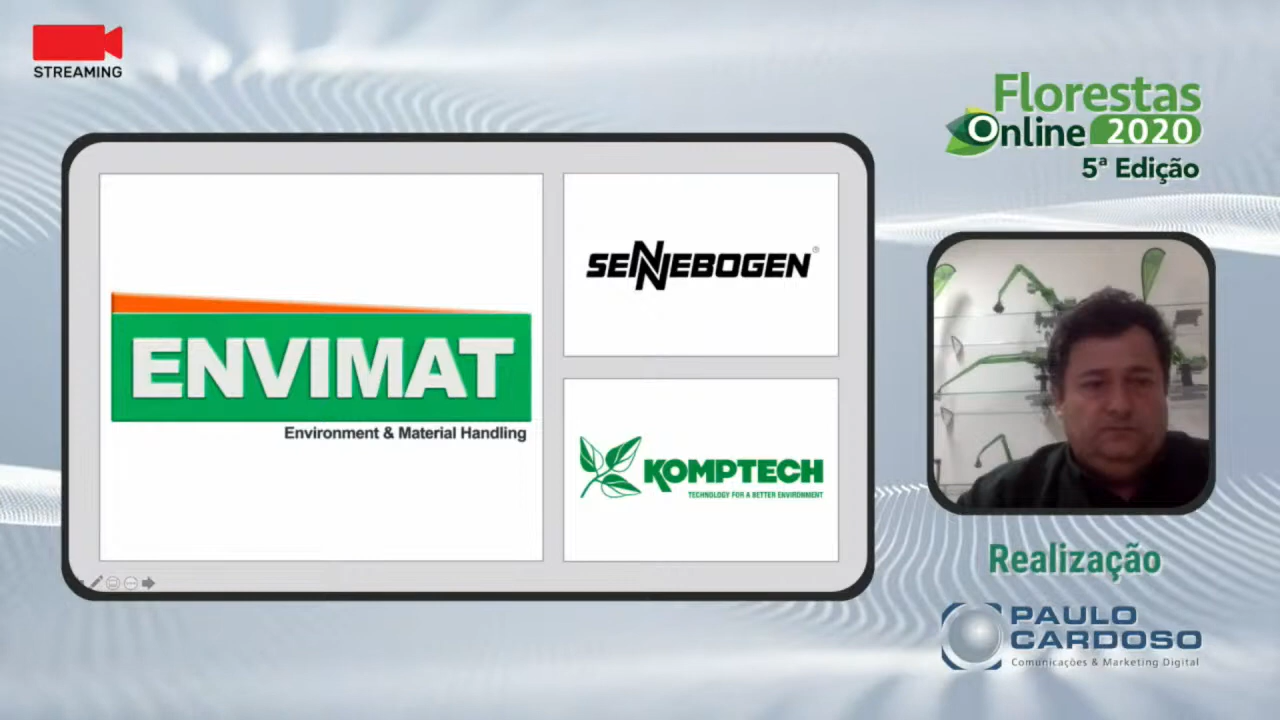 STREAMING
Florestas
Online 2020
5ª Edição
ENVIMAT
Environment & Material Handling
SENNEBOGEN®
KOMPTECH
TECHNOLOGY FOR A BETTER ENVIRONMENT
Realização
PAULO
CARDOSO
Comunicações & Marketing Digital